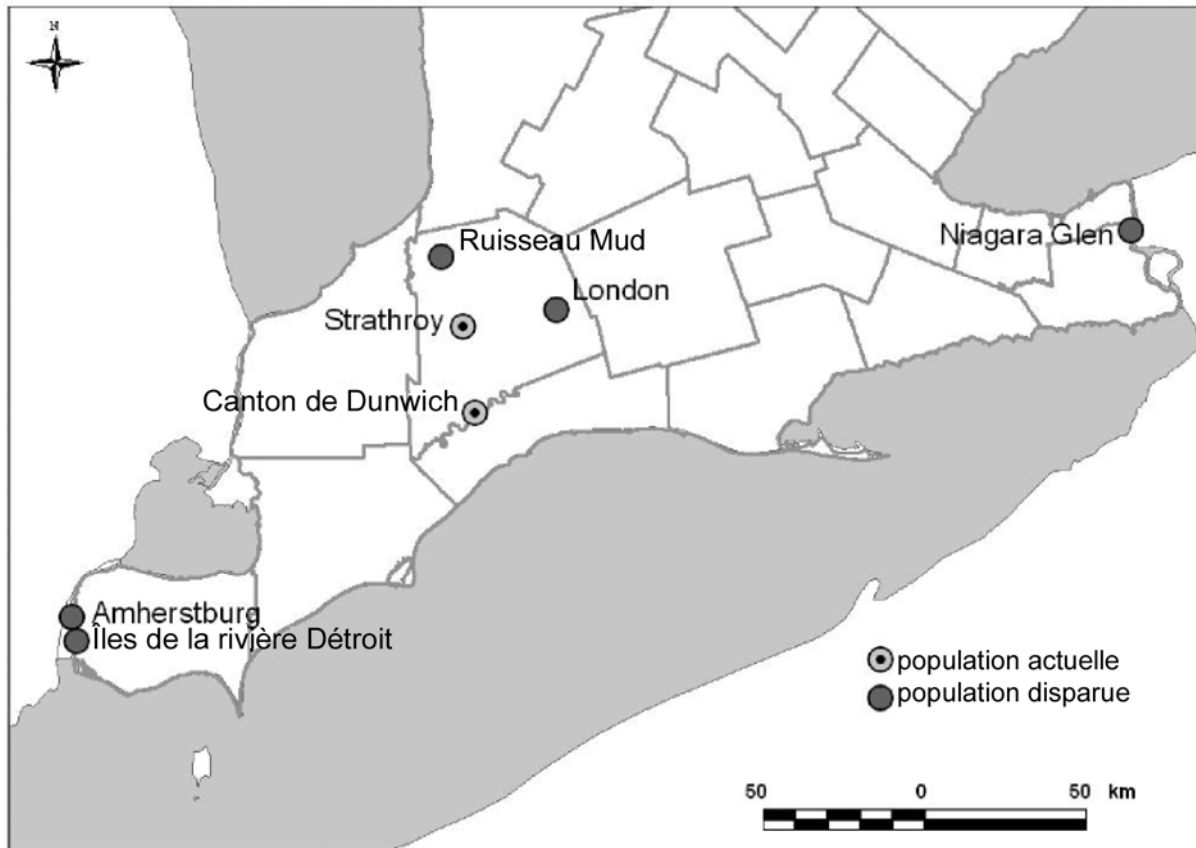 N
Ruisseau Mud
Niagara Glen
London
Strathroy
Canton de Dunwich
Amherstburg
Îles de la rivjère Détroit
population actuelle
population disparue
50 0 50 km